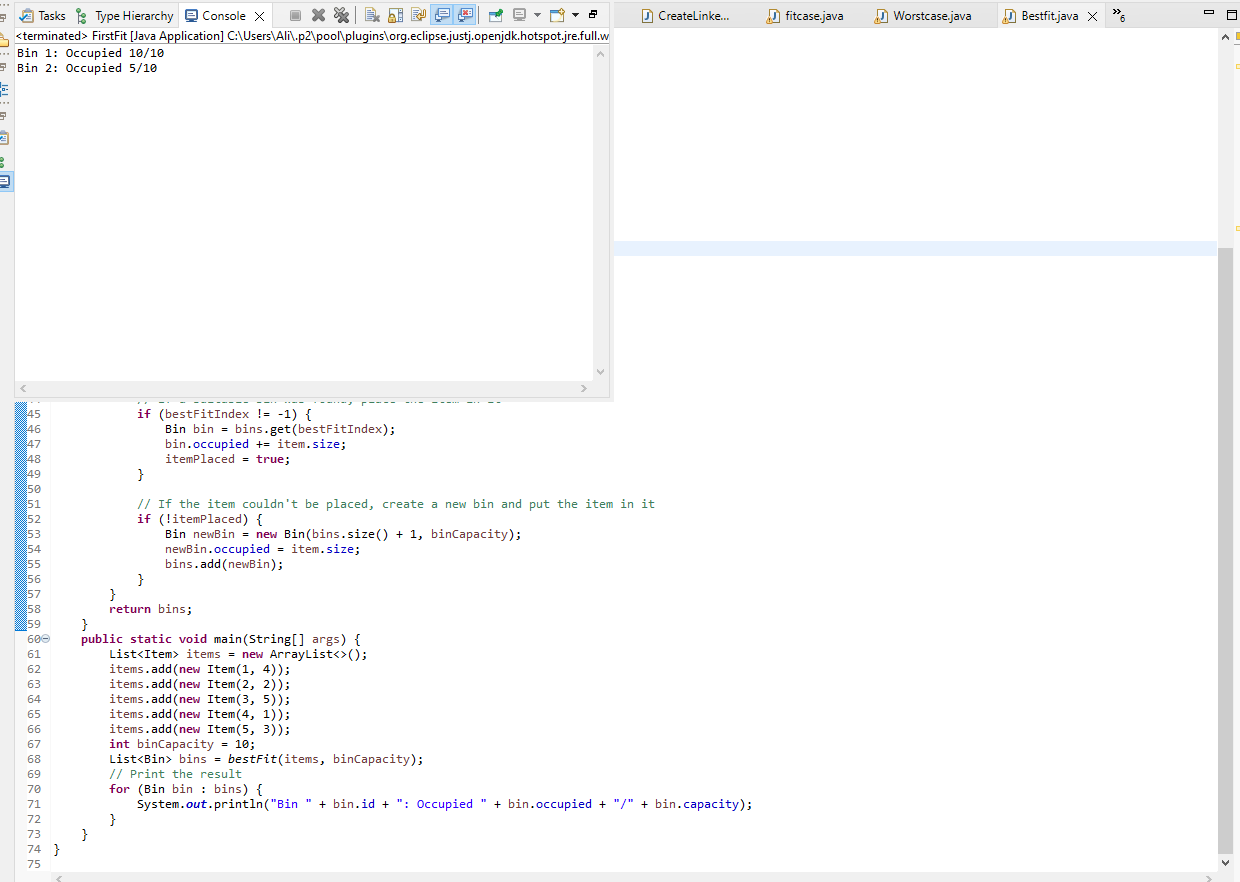 Tasks Type Hierarchy Console
CreateLinke... fitcase.java Worstcase.java Bestfit.java »6
<terminated> FirstFit [Java Application] C:\Users\Ali\.p2\pool\plugins\org.eclipse.justj.openjdk.hotspot.jre.full.w
Bin 1: Occupied 10/10
Bin 2: Occupied 5/10
45 if (bestFitIndex != -1) {
46 Bin bin = bins.get(bestFitIndex);
47 bin.occupied += item.size;
48 itemPlaced = true;
49 }
50
51 // If the item couldn't be placed, create a new bin and put the item in it
52 if (!itemPlaced) {
53 Bin newBin = new Bin(bins.size() + 1, binCapacity);
54 newBin.occupied = item.size;
55 bins.add(newBin);
56 }
57 }
58 return bins;
59 }
60 public static void main(String[] args) {
61 List<Item> items = new ArrayList<>();
62 items.add(new Item(1, 4));
63 items.add(new Item(2, 2));
64 items.add(new Item(3, 5));
65 items.add(new Item(4, 1));
66 items.add(new Item(5, 3));
67 int binCapacity = 10;
68 List<Bin> bins = bestFit(items, binCapacity);
69 // Print the result
70 for (Bin bin : bins) {
71 System.out.println("Bin " + bin.id + ": Occupied " + bin.occupied + "/" + bin.capacity);
72 }
73 }
74 }
75